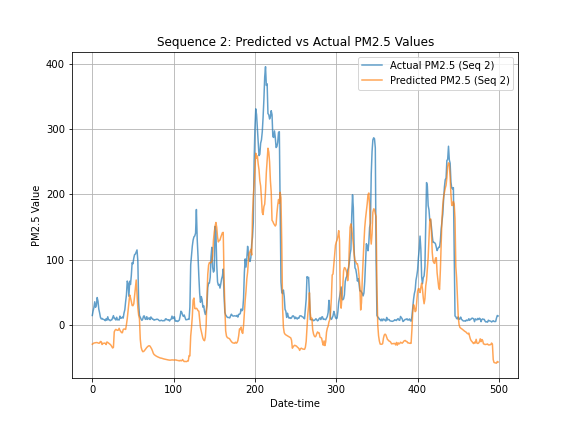 Sequence 2: Predicted vs Actual PM2.5 Values
Actual PM2.5 (Seq 2)
Predicted PM2.5 (Seq 2)
PM2.5 Value
400
300
200
100
0
0
100
200
300
400
500
Date-time